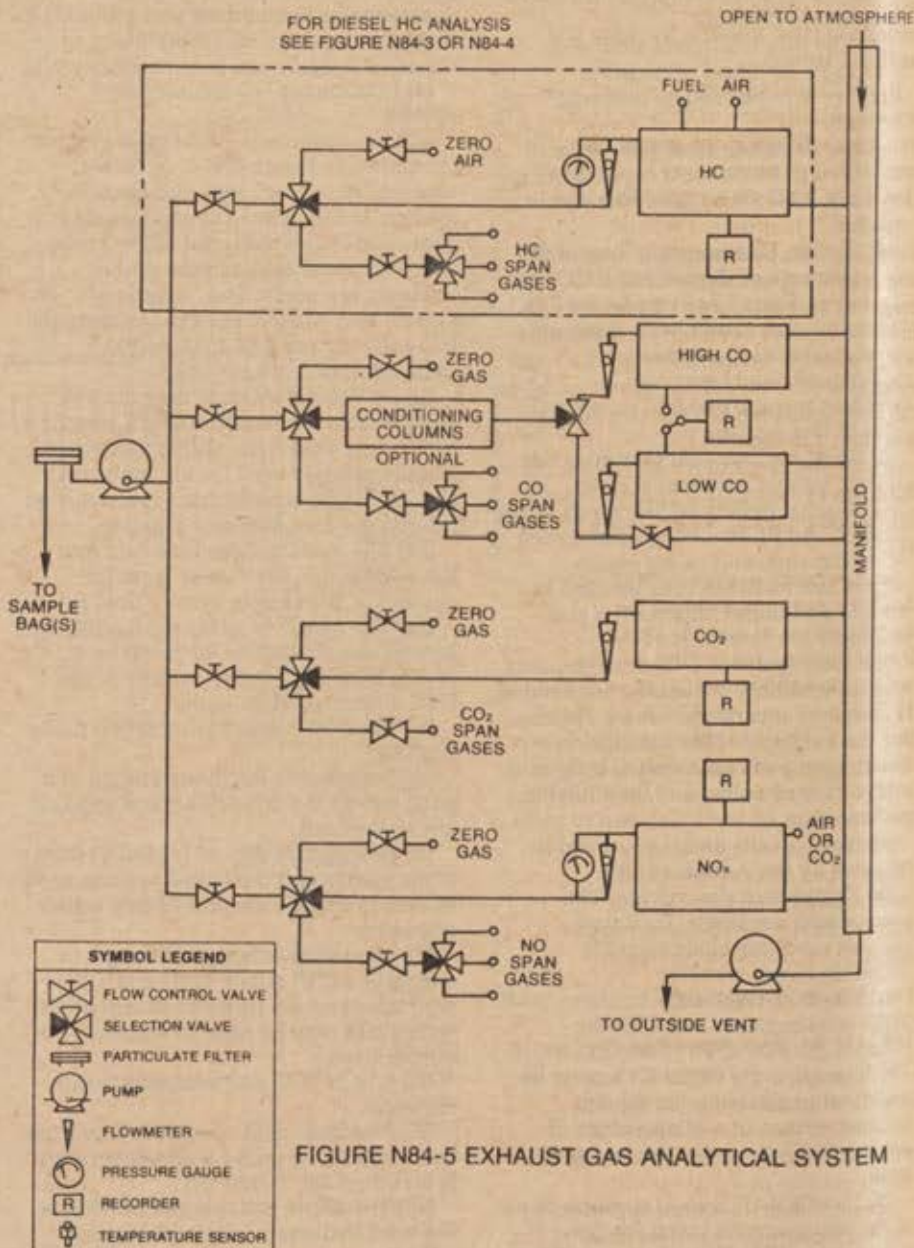 FOR DIESEL HC ANALYSIS
SEE FIGURE N84-3 OR N84-4
OPEN TO ATMOSPHERE
FUEL AIR
ZERO
AIR
HC
R
HC
SPAN
GASES
ZERO
GAS
HIGH CO
CONDITIONING
COLUMNS
OPTIONAL
R
CO
SPAN
GASES
LOW CO
MANIFOLD
TO
SAMPLE
BAG(S)
ZERO
GAS
CO₂
R
CO₂
SPAN
GASES
R
ZERO
GAS
NOₓ
AIR
OR
CO₂
NO
SPAN
GASES
TO OUTSIDE VENT
SYMBOL LEGEND
FLOW CONTROL VALVE
SELECTION VALVE
PARTICULATE FILTER
PUMP
FLOWMETER
PRESSURE GAUGE
R RECORDER
TEMPERATURE SENSOR
FIGURE N84-5 EXHAUST GAS ANALYTICAL SYSTEM